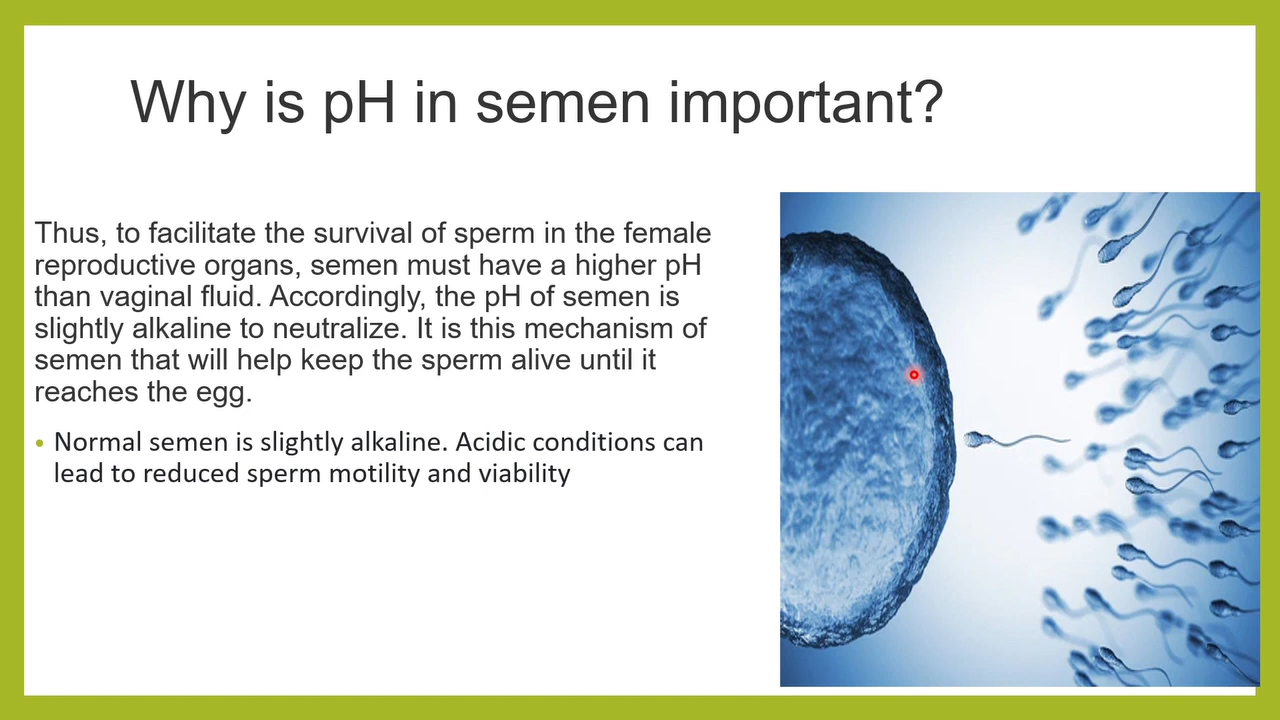 Why is pH in semen important?
Thus, to facilitate the survival of sperm in the female
reproductive organs, semen must have a higher pH
than vaginal fluid. Accordingly, the pH of semen is
slightly alkaline to neutralize. It is this mechanism of
semen that will help keep the sperm alive until it
reaches the egg.
• Normal semen is slightly alkaline. Acidic conditions can
lead to reduced sperm motility and viability